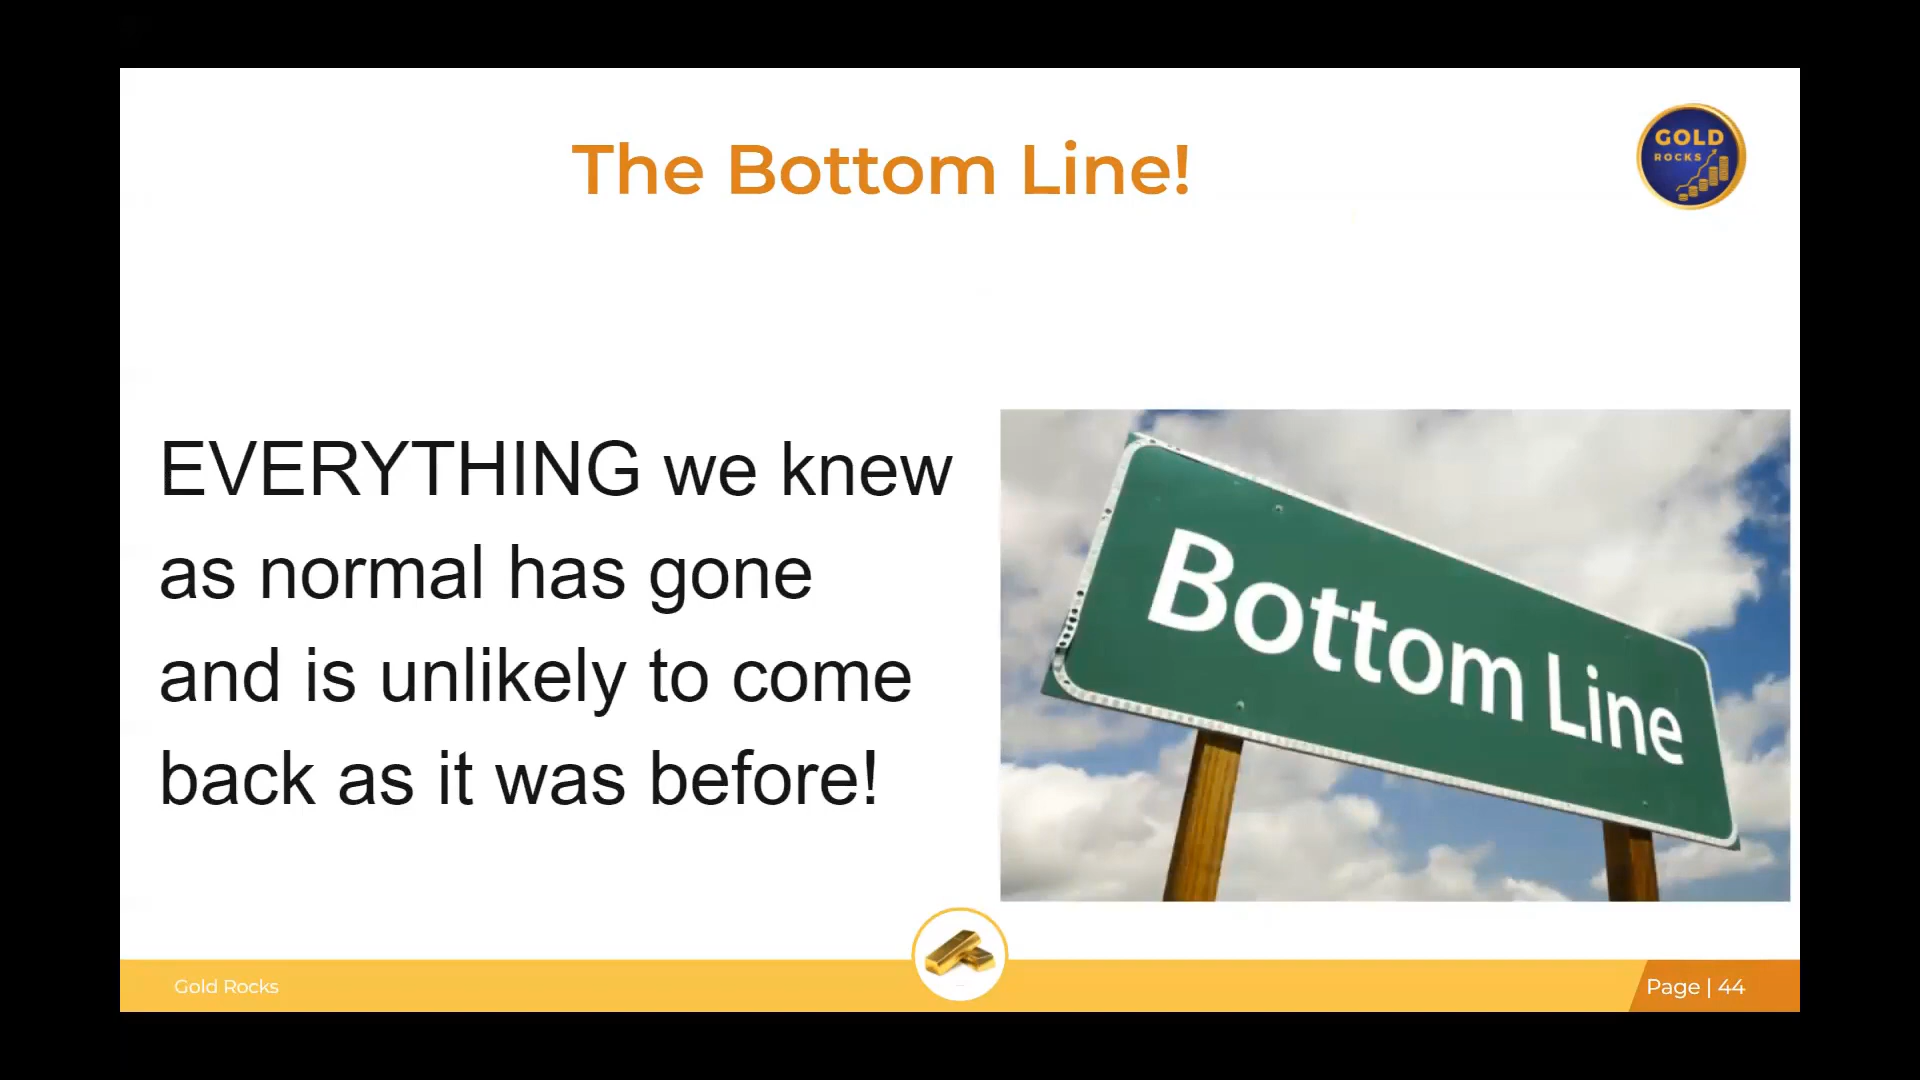 The Bottom Line!
GOLD
ROCKS
EVERYTHING we knew
as normal has gone
and is unlikely to come
back as it was before!
Bottom Line
Gold Rocks
Page | 44